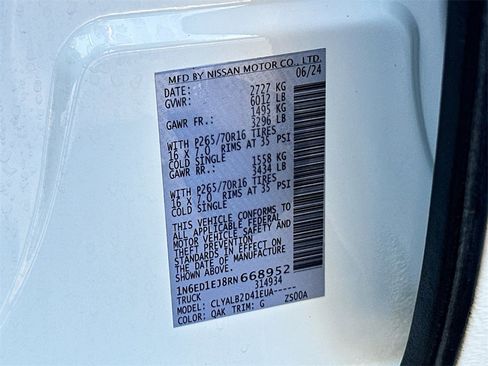 MFD BY NISSAN MOTOR CO., LTD.
DATE: 06/24
GVWR: 2727 KG
6012 LB
GAWR FR.: 1495 KG
3296 LB
WITH P265/70R16 TIRES
16 X 7.0 RIMS AT 35 PSI
COLD SINGLE
GAWR RR.: 1558 KG
3434 LB
WITH P265/70R16 TIRES
16 X 7.0 RIMS AT 35 PSI
COLD SINGLE
THIS VEHICLE CONFORMS TO
ALL APPLICABLE FEDERAL
MOTOR VEHICLE SAFETY AND
THEFT PREVENTION
STANDARDS IN EFFECT ON
THE DATE OF MANUFACTURE
SHOWN ABOVE.
1N6ED1EJ8RN668952
TRUCK 314934
MODEL: CLYALB2D41EUA-----
COLOR: QAK TRIM: G Z500A